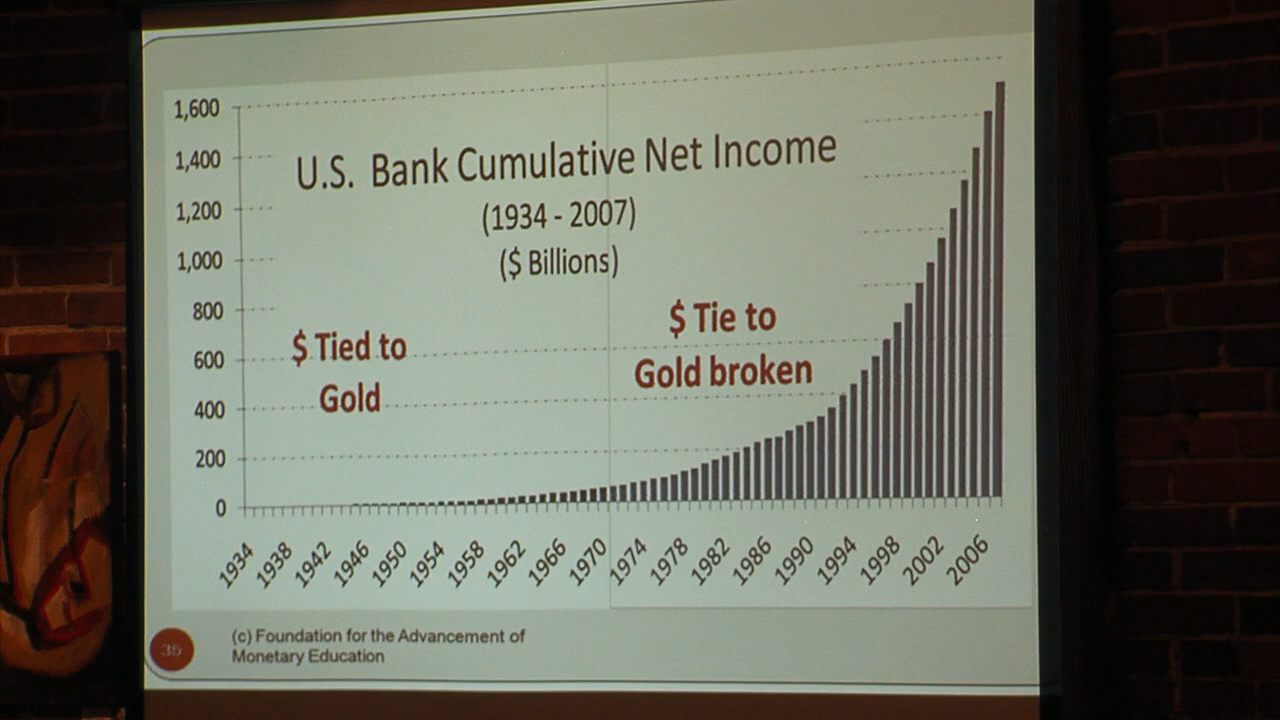 U.S. Bank Cumulative Net Income
(1934 - 2007)
($ Billions)
1,600
1,400
1,200
1,000
800
600
400
200
0
$ Tied to
Gold
$ Tie to
Gold broken
1934 1938 1942 1946 1950 1954 1958 1962 1966 1970 1974 1978 1982 1986 1990 1994 1998 2002 2006
35
(c) Foundation for the Advancement of
Monetary Education